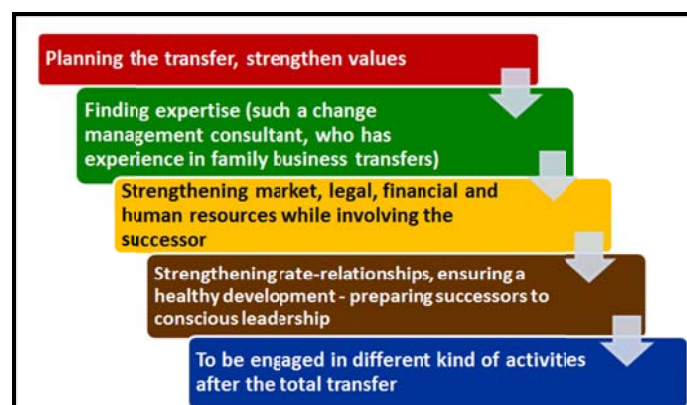 Planning the transfer, strengthen values
Finding expertise (such a change
management consultant, who has
experience in family business transfers)
Strengthening market, legal, financial and
human resources while involving the
successor
Strengthening rate-relationships, ensuring a
healthy development - preparing successors to
conscious leadership
To be engaged in different kind of activities
after the total transfer